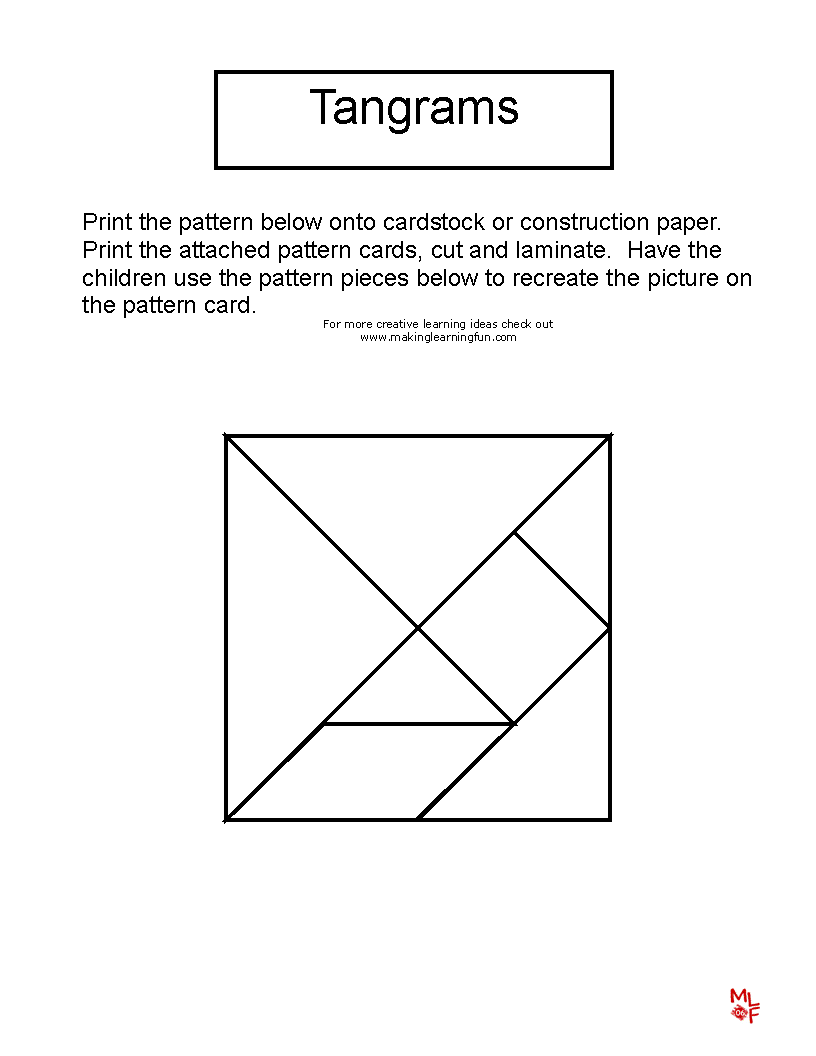 Tangrams
Print the pattern below onto cardstock or construction paper.
Print the attached pattern cards, cut and laminate.  Have the
children use the pattern pieces below to recreate the picture on
the pattern card.
For more creative learning ideas check out
www.makinglearningfun.com
MLF